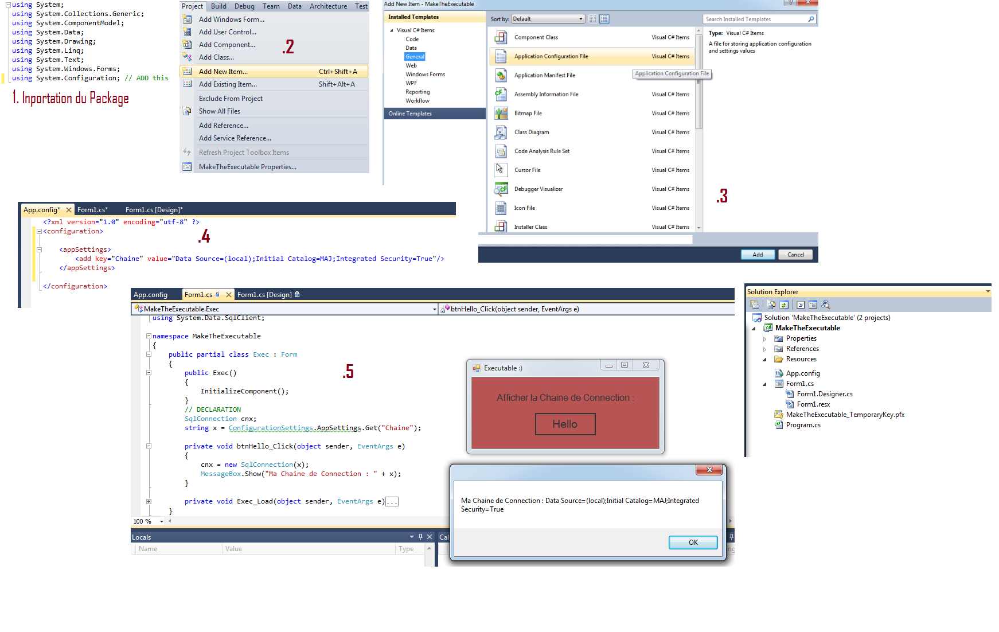 using System;
using System.Collections.Generic;
using System.ComponentModel;
using System.Data;
using System.Drawing;
using System.Linq;
using System.Text;
using System.Windows.Forms;
using System.Configuration; // ADD this
1. Inportation du Package
Project Build Debug Team Data Architecture Test
Add Windows Form...
Add User Control...
Add Component...
.2
Add Class...
Add New Item... Ctrl+Shift+A
Add Existing Item... Shift+Alt+A
Exclude From Project
Show All Files
Add Reference...
Add Service Reference...
Refresh Project Toolbox Items
MakeTheExecutable Properties...
Add New Item - MakeTheExecutable
Installed Templates
Visual C# Items
Code
Data
General
Web
Windows Forms
WPF
Reporting
Workflow
Online Templates
Sort by: Default
Search Installed Templates
Component Class Visual C# Items
Application Configuration File Visual C# Items
Application Configuration File
Application Manifest File Visual C# Items
Assembly Information File Visual C# Items
Bitmap File Visual C# Items
Class Diagram Visual C# Items
Code Analysis Rule Set Visual C# Items
Cursor File Visual C# Items
Debugger Visualizer Visual C# Items
Icon File Visual C# Items
Installer Class Visual C# Items
Type: Visual C# Items
A file for storing application configuration
and settings values
.3
Add Cancel
App.config* Form1.cs* Form1.cs [Design]*
<?xml version="1.0" encoding="utf-8" ?>
<configuration>
.4
<appSettings>
<add key="Chaine" value="Data Source=(local);Initial Catalog=MAJ;Integrated Security=True"/>
</appSettings>
</configuration>
App.config Form1.cs Form1.cs [Design]
MakeTheExecutable.Exec btnHello_Click(object sender, EventArgs e)
using System.Data.SqlClient;
namespace MakeTheExecutable
{
public partial class Exec : Form
{
.5
public Exec()
{
InitializeComponent();
}
// DECLARATION
SqlConnection cnx;
string x = ConfigurationSettings.AppSettings.Get("Chaine");
private void btnHello_Click(object sender, EventArgs e)
{
cnx = new SqlConnection(x);
MessageBox.Show("Ma Chaine de Connection : " + x);
}
private void Exec_Load(object sender, EventArgs e)...
}
100 %
Locals
Name Value Type
Cal
ng
Executable :)
Afficher la Chaine de Connection :
Hello
Ma Chaine de Connection : Data Source=(local);Initial Catalog=MAJ;Integrated
Security=True
OK
Solution Explorer
Solution 'MakeTheExecutable' (2 projects)
MakeTheExecutable
Properties
References
Resources
App.config
Form1.cs
Form1.Designer.cs
Form1.resx
MakeTheExecutable_TemporaryKey.pfx
Program.cs